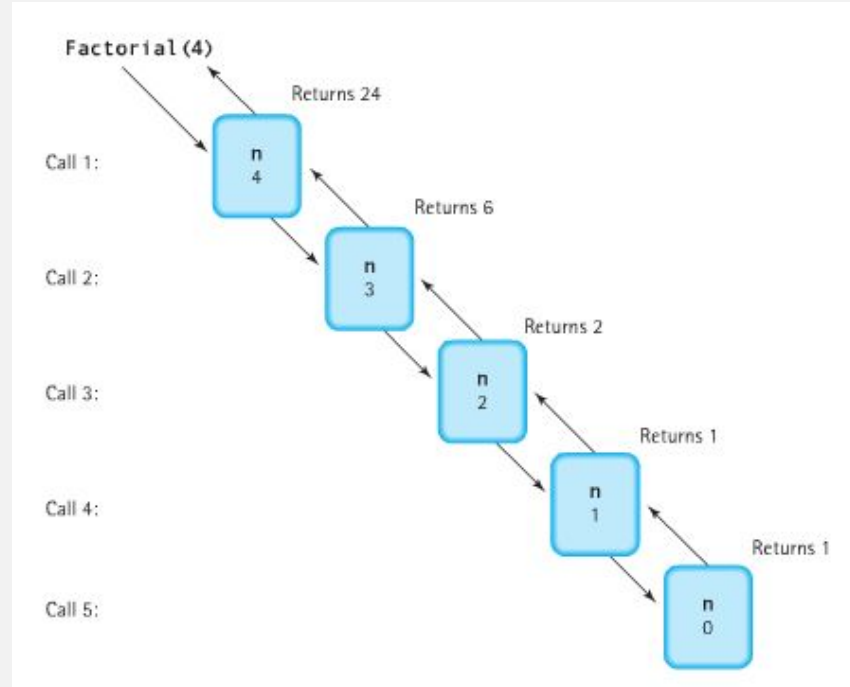 Factorial(4)
Returns 24
Call 1:
n
4
Returns 6
Call 2:
n
3
Returns 2
Call 3:
n
2
Returns 1
Call 4:
n
1
Returns 1
Call 5:
n
0